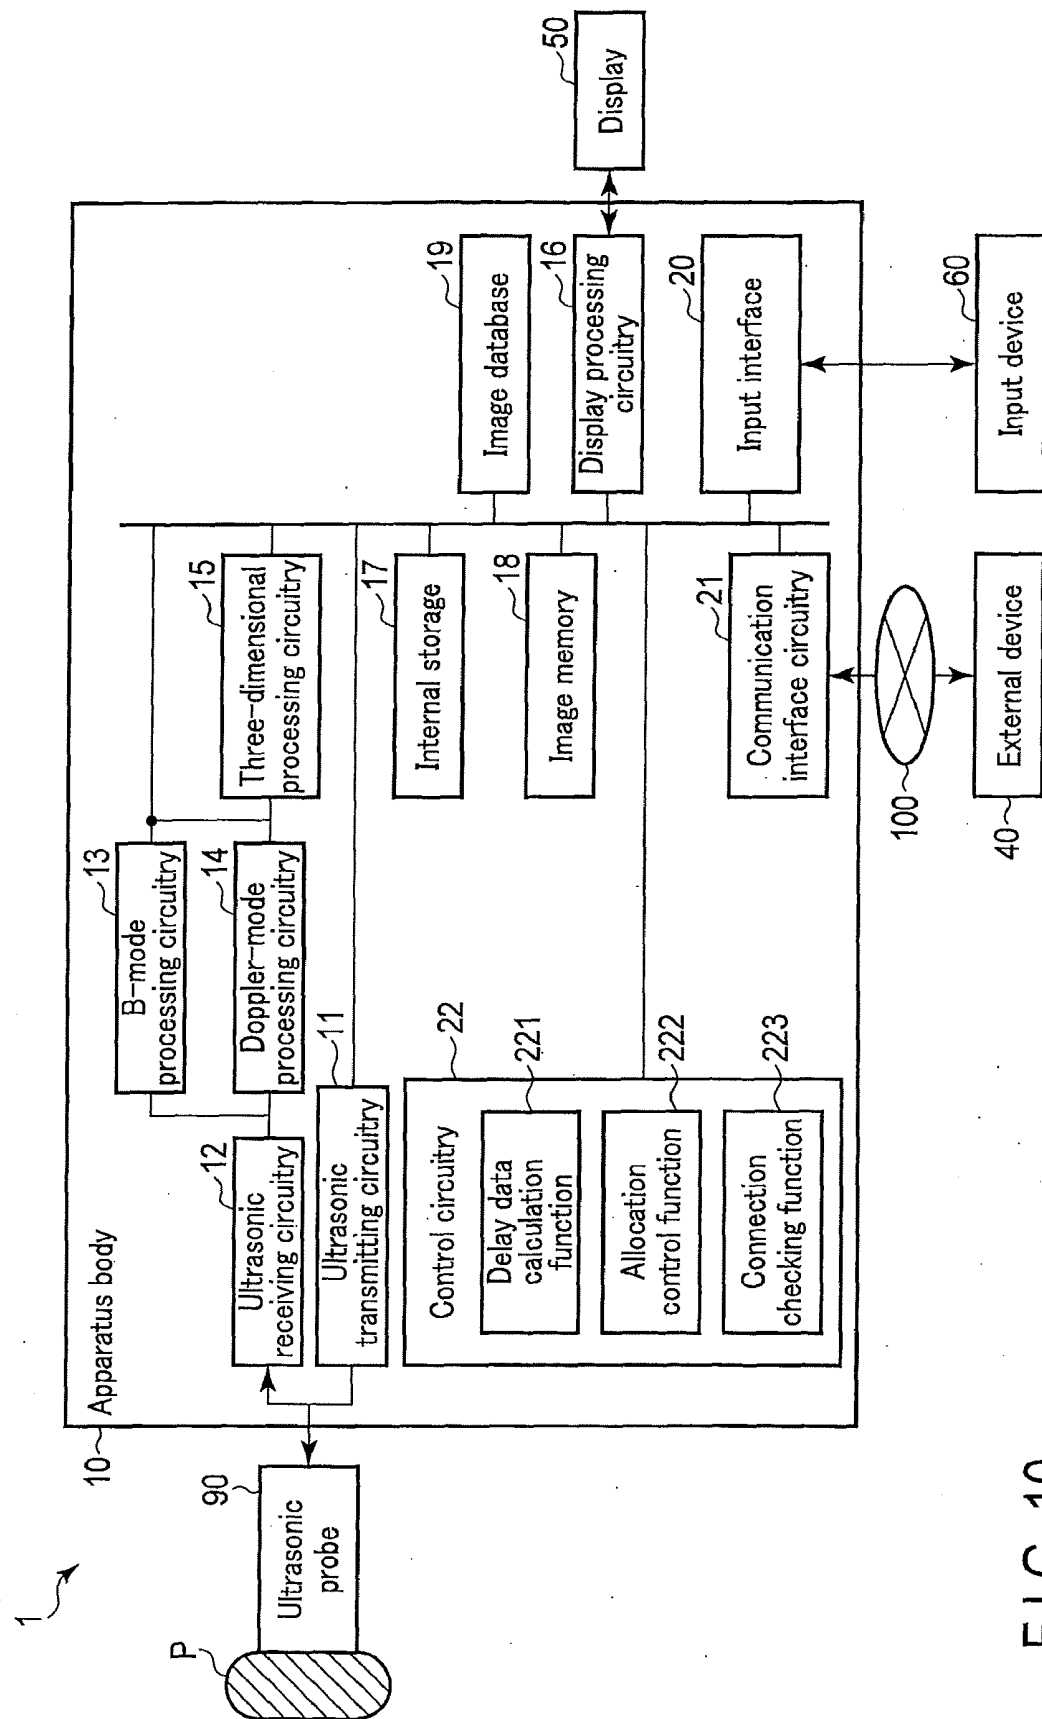 1
P
Ultrasonic
probe
90
10
Apparatus body
Ultrasonic
receiving circuitry
12
Ultrasonic
transmitting circuitry
11
B-mode
processing circuitry
13
Doppler-mode
processing circuitry
14
Three-dimensional
processing circuitry
15
Control circuitry
22
Delay data
calculation
function
221
Allocation
control function
222
Connection
checking function
223
Internal storage
17
Image memory
18
Communication
interface circuitry
21
Image database
19
Display processing
circuitry
16
Input interface
20
Display
50
100
External device
40
Input device
60